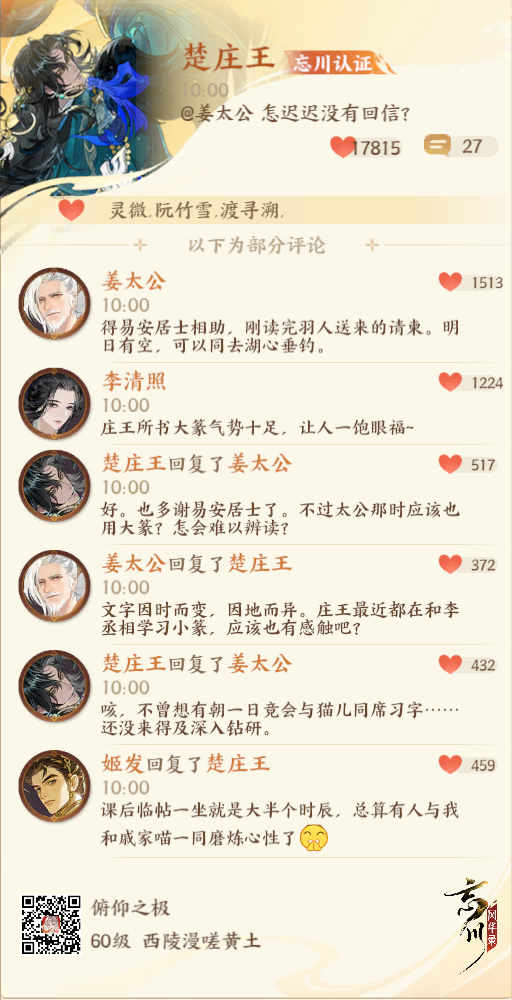 楚庄王 忘川认证
10:00
@姜太公 怎迟迟没有回信？
17815 27
灵微,阮竹雪,渡寻溯,
以下为部分评论
姜太公 1513
10:00
得易安居士相助，刚读完羽人送来的请柬。明
日有空，可以同去湖心垂钓。
李清照 1224
10:00
庄王所书大篆气势十足，让人一饱眼福~
楚庄王回复了姜太公 517
10:00
好。也多谢易安居士了。不过太公那时应该也
用大篆？怎会难以辨读？
姜太公回复了楚庄王 372
10:00
文字因时而变，因地而异。庄王最近都在和李
丞相学习小篆，应该也有感触吧？
楚庄王回复了姜太公 432
10:00
咳，不曾想有朝一日竟会与猫儿同席习字……
还没来得及深入钻研。
姬发回复了楚庄王 459
10:00
课后临帖一坐就是大半个时辰，总算有人与我
和戚家喵一同磨炼心性了
俯仰之极
60级 西陵漫嗟黄土
忘川
风华录